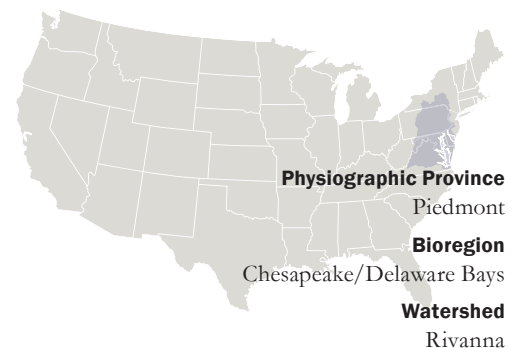 Physiographic Province
Piedmont
Bioregion
Chesapeake/Delaware Bays
Watershed
Rivanna